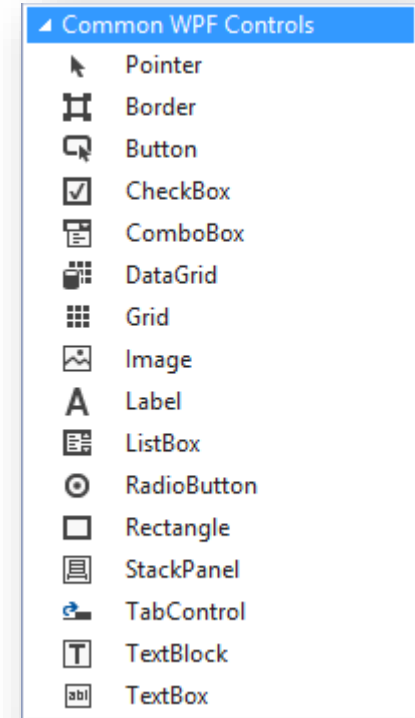 Common WPF Controls
Pointer
Border
Button
CheckBox
ComboBox
DataGrid
Grid
Image
A Label
ListBox
RadioButton
Rectangle
StackPanel
TabControl
T TextBlock
abl TextBox